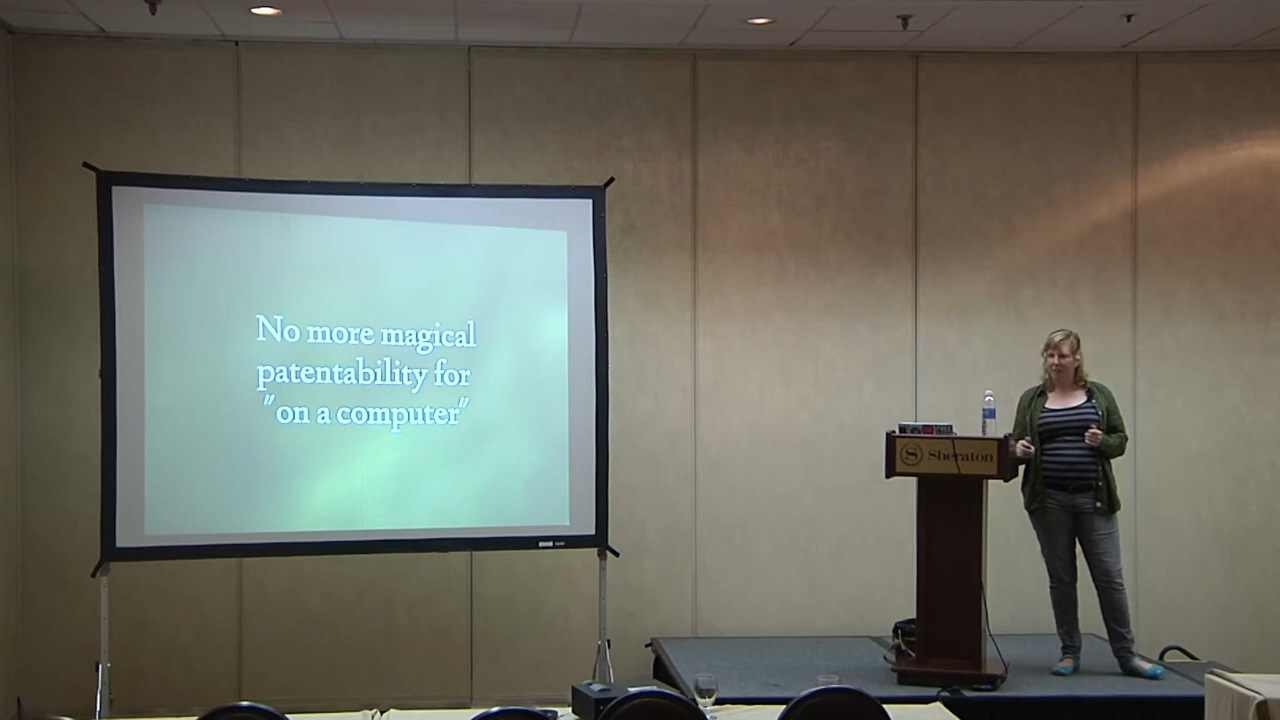 No more magical
patentability for
"on a computer"
S Sheraton